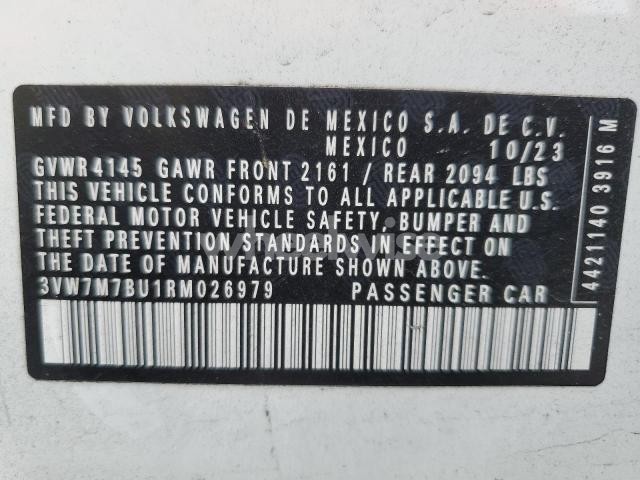 MFD BY VOLKSWAGEN DE MEXICO S.A. DE C.V.
MEXICO 10/23
GVWR 4145 GAWR FRONT 2161 / REAR 2094 LBS
THIS VEHICLE CONFORMS TO ALL APPLICABLE U.S.
FEDERAL MOTOR VEHICLE SAFETY, BUMPER AND
THEFT PREVENTION STANDARDS IN EFFECT ON
THE DATE OF MANUFACTURE SHOWN ABOVE.
3VW7M7BU1RM026979 PASSENGER CAR
4421140 3916 M